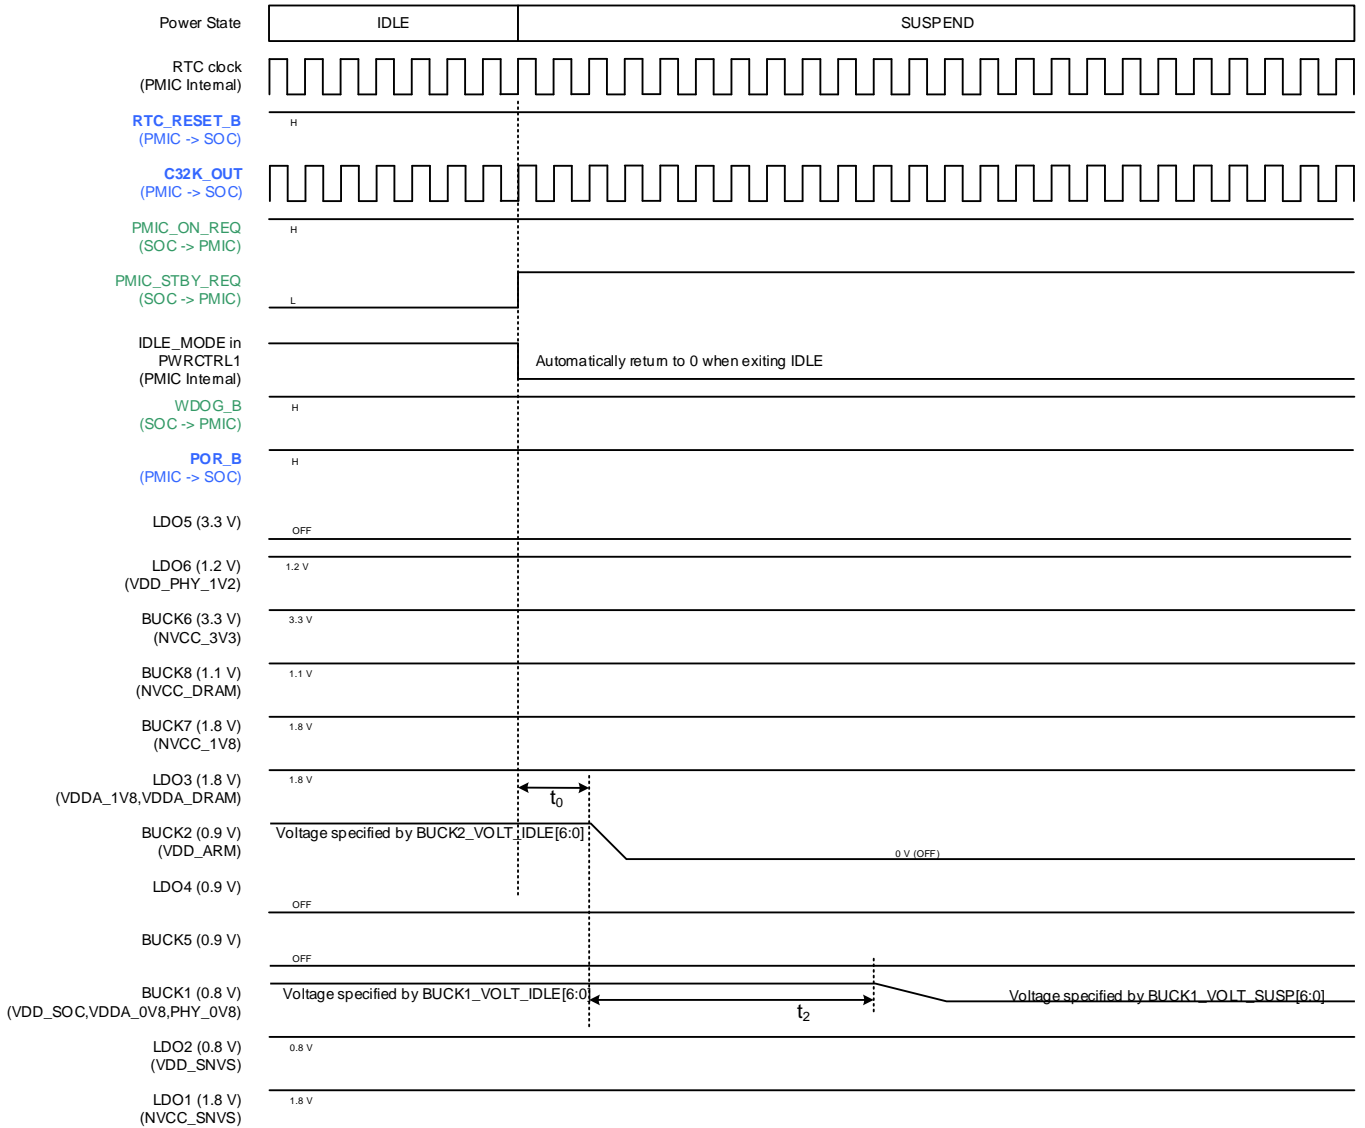 Power State
IDLE
SUSPEND
RTC clock
(PMIC Internal)
RTC_RESET_B
(PMIC -> SOC)
H
C32K_OUT
(PMIC -> SOC)
PMIC_ON_REQ
(SOC -> PMIC)
H
PMIC_STBY_REQ
(SOC -> PMIC)
L
IDLE_MODE in
PWRCTRL1
(PMIC Internal)
Automatically return to 0 when exiting IDLE
WDOG_B
(SOC -> PMIC)
H
POR_B
(PMIC -> SOC)
H
LDO5 (3.3 V)
OFF
LDO6 (1.2 V)
(VDD_PHY_1V2)
1.2 V
BUCK6 (3.3 V)
(NVCC_3V3)
3.3 V
BUCK8 (1.1 V)
(NVCC_DRAM)
1.1 V
BUCK7 (1.8 V)
(NVCC_1V8)
1.8 V
LDO3 (1.8 V)
(VDDA_1V8,VDDA_DRAM)
1.8 V
t0
BUCK2 (0.9 V)
(VDD_ARM)
Voltage specified by BUCK2_VOLT_IDLE[6:0]
0 V (OFF)
LDO4 (0.9 V)
OFF
BUCK5 (0.9 V)
OFF
BUCK1 (0.8 V)
(VDD_SOC,VDDA_0V8,PHY_0V8)
Voltage specified by BUCK1_VOLT_IDLE[6:0]
t2
Voltage specified by BUCK1_VOLT_SUSP[6:0]
LDO2 (0.8 V)
(VDD_SNVS)
0.8 V
LDO1 (1.8 V)
(NVCC_SNVS)
1.8 V